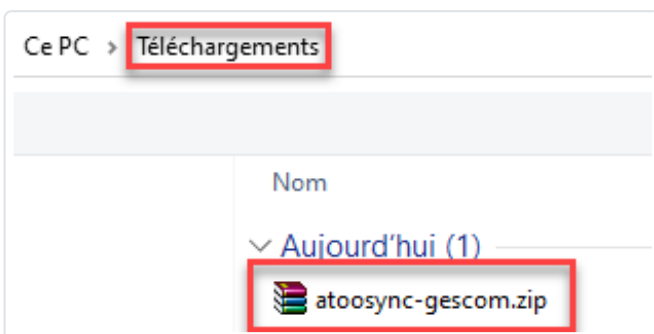 Ce PC > Téléchargements
Nom
Aujourd'hui (1)
atoosync-gescom.zip